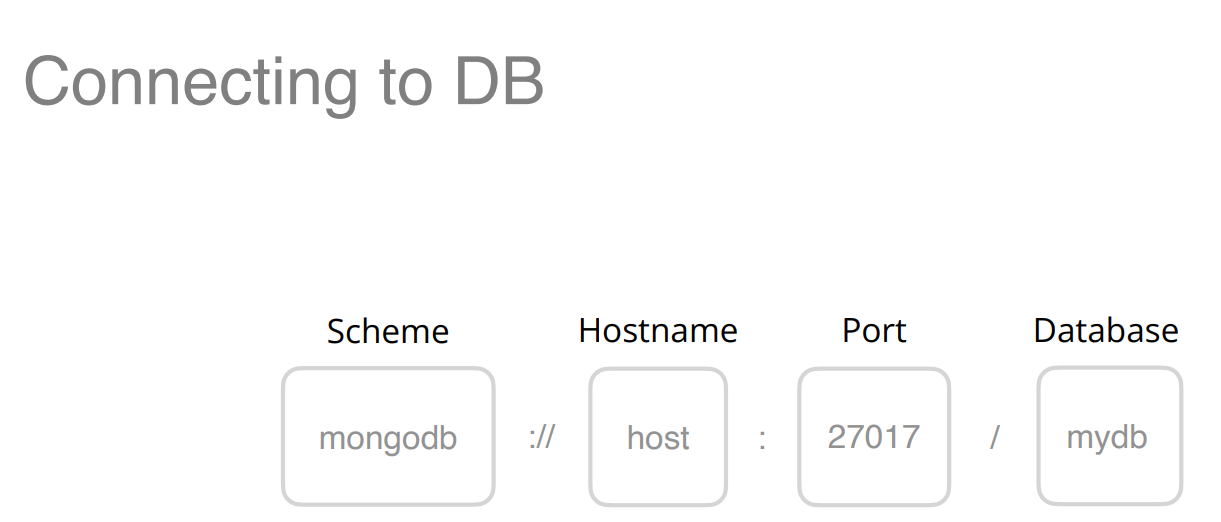 Connecting to DB
Scheme Hostname Port Database
mongodb :// host : 27017 / mydb